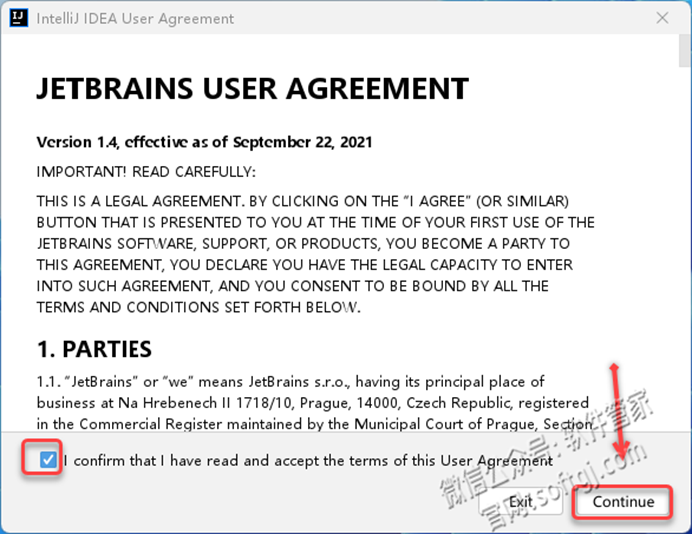 IntelliJ IDEA User Agreement
JETBRAINS USER AGREEMENT
Version 1.4, effective as of September 22, 2021
IMPORTANT! READ CAREFULLY:
THIS IS A LEGAL AGREEMENT. BY CLICKING ON THE “I AGREE” (OR SIMILAR)
BUTTON THAT IS PRESENTED TO YOU AT THE TIME OF YOUR FIRST USE OF THE
JETBRAINS SOFTWARE, SUPPORT, OR PRODUCTS, YOU BECOME A PARTY TO
THIS AGREEMENT, YOU DECLARE YOU HAVE THE LEGAL CAPACITY TO ENTER
INTO SUCH AGREEMENT, AND YOU CONSENT TO BE BOUND BY ALL THE
TERMS AND CONDITIONS SET FORTH BELOW.
1. PARTIES
1.1. “JetBrains” or “we” means JetBrains s.r.o., having its principal place of
business at Na Hrebenech II 1718/10, Prague, 14000, Czech Republic, registered
in the Commercial Register maintained by the Municipal Court of Prague, Section
I confirm that I have read and accept the terms of this User Agreement
微信公众号:软件管家
官网tsoftgj.com
Exit
Continue